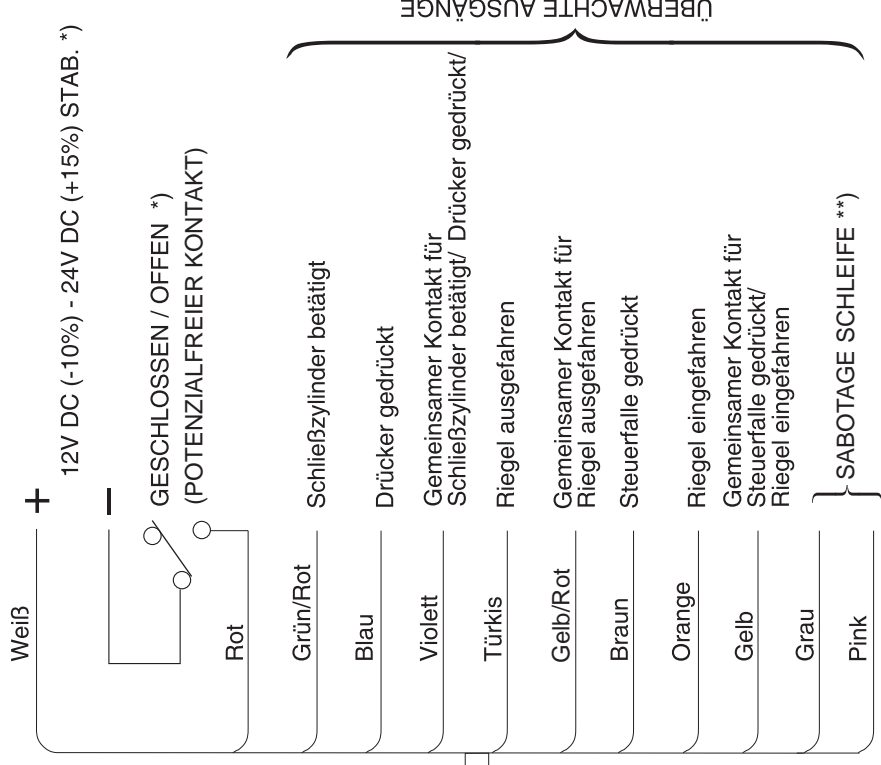 Weiß
+
12V DC (-10%) - 24V DC (+15%) STAB. *)
–
GESCHLOSSEN / OFFEN *)
(POTENZIALFREIER KONTAKT)
Rot
Grün/Rot
Schließzylinder betätigt
Blau
Drücker gedrückt
Violett
Gemeinsamer Kontakt für
Schließzylinder betätigt/ Drücker gedrückt/
Türkis
Riegel ausgefahren
Gelb/Rot
Gemeinsamer Kontakt für
Riegel ausgefahren
Braun
Steuerfalle gedrückt
Orange
Riegel eingefahren
Gelb
Gemeinsamer Kontakt für
Steuerfalle gedrückt/
Riegel eingefahren
Grau
Pink
SABOTAGE SCHLEIFE **)
ÜBERWACHTE AUSGÄNGE